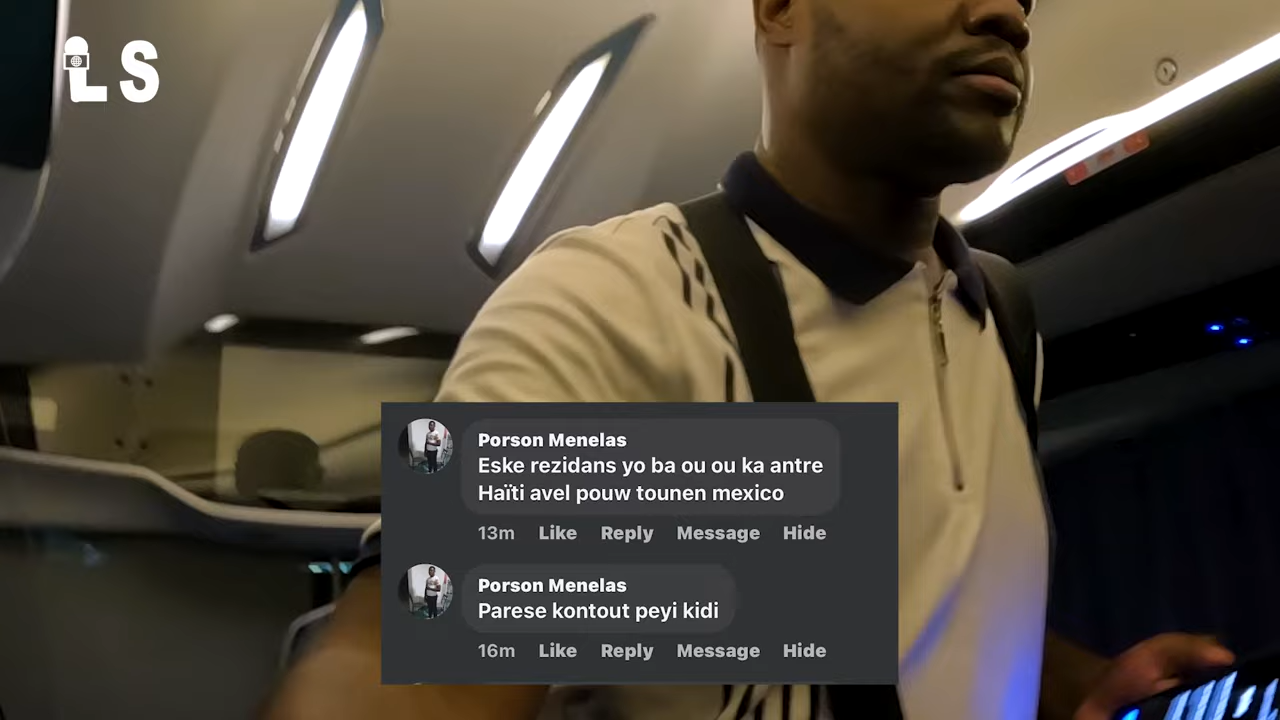 LS
Porson Menelas
Eske rezidans yo ba ou ou ka antre
Haïti avel pouw tounen mexico
13m Like Reply Message Hide
Porson Menelas
Parese kontout peyi kidi
16m Like Reply Message Hide